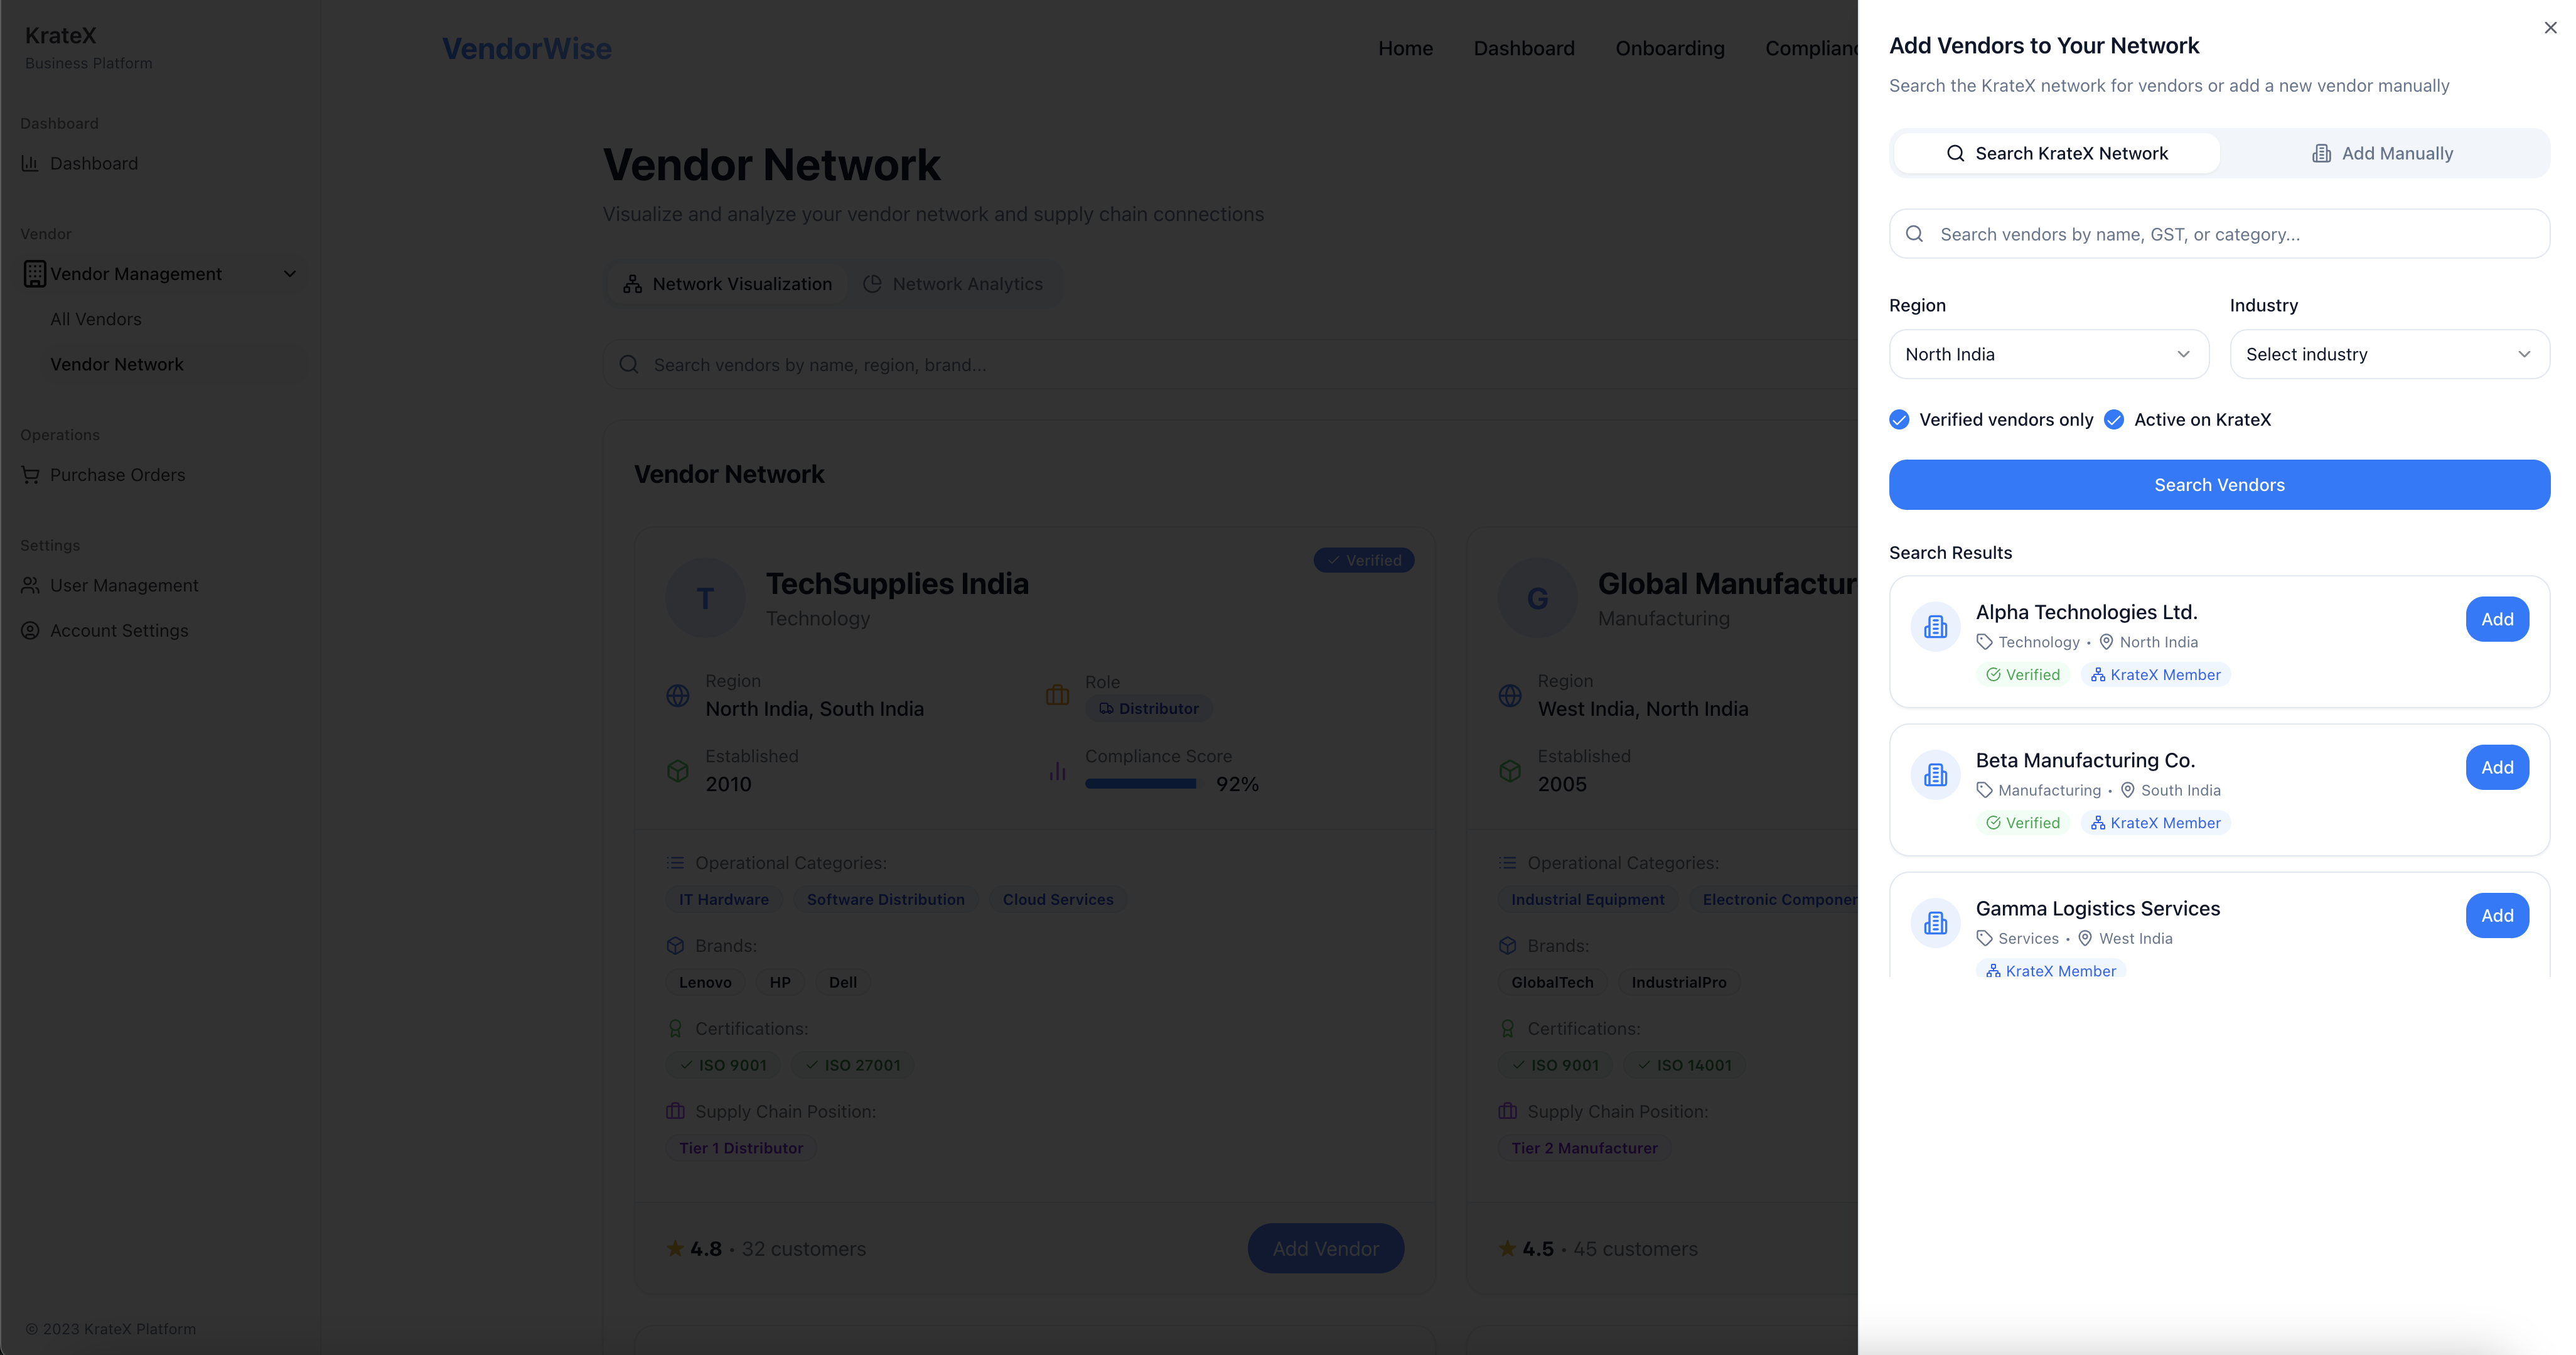 KrateX
Business Platform
Dashboard
Dashboard
Vendor
Vendor Management
All Vendors
Vendor Network
Operations
Purchase Orders
Settings
User Management
Account Settings
© 2023 KrateX Platform
VendorWise
Home Dashboard Onboarding Complianc
Vendor Network
Visualize and analyze your vendor network and supply chain connections
Network Visualization Network Analytics
Search vendors by name, region, brand...
Vendor Network
Verified
T
TechSupplies India
Technology
Region
North India, South India
Role
Distributor
Established
2010
Compliance Score
92%
Operational Categories:
IT Hardware Software Distribution Cloud Services
Brands:
Lenovo HP Dell
Certifications:
ISO 9001 ISO 27001
Supply Chain Position:
Tier 1 Distributor
4.8 • 32 customers
Add Vendor
G
Global Manufactur
Manufacturing
Region
West India, North India
Established
2005
Operational Categories:
Industrial Equipment Electronic Componen
Brands:
GlobalTech IndustrialPro
Certifications:
ISO 9001 ISO 14001
Supply Chain Position:
Tier 2 Manufacturer
4.5 • 45 customers
Add Vendors to Your Network
Search the KrateX network for vendors or add a new vendor manually
Search KrateX Network Add Manually
Search vendors by name, GST, or category...
Region Industry
North India Select industry
Verified vendors only Active on KrateX
Search Vendors
Search Results
Alpha Technologies Ltd.
Technology • North India
Verified KrateX Member
Add
Beta Manufacturing Co.
Manufacturing • South India
Verified KrateX Member
Add
Gamma Logistics Services
Services • West India
KrateX Member
Add